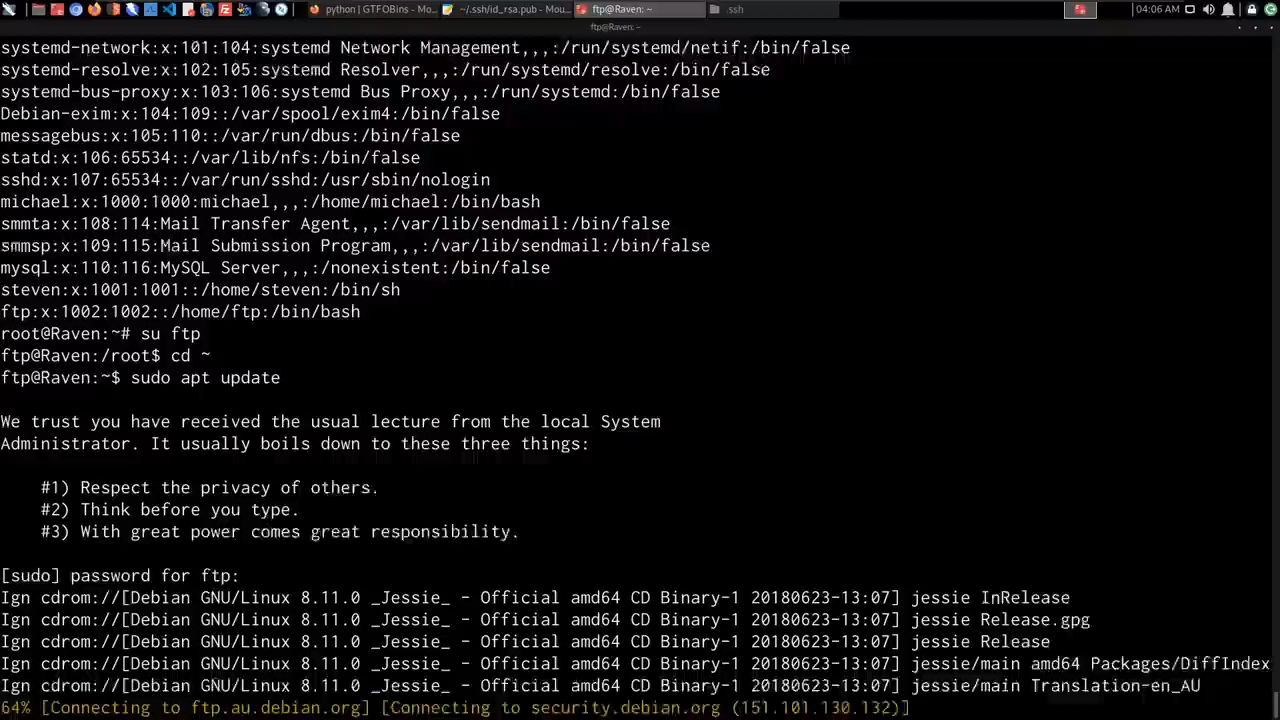 python | GTFOBins - Mo...
~/.ssh/id_rsa.pub - Mou...
ftp@Raven: ~
.ssh
04:06 AM
ftp@Raven: ~
systemd-network:x:101:104:systemd Network Management,,,:/run/systemd/netif:/bin/false
systemd-resolve:x:102:105:systemd Resolver,,,:/run/systemd/resolve:/bin/false
systemd-bus-proxy:x:103:106:systemd Bus Proxy,,,:/run/systemd:/bin/false
Debian-exim:x:104:109::/var/spool/exim4:/bin/false
messagebus:x:105:110::/var/run/dbus:/bin/false
statd:x:106:65534::/var/lib/nfs:/bin/false
sshd:x:107:65534::/var/run/sshd:/usr/sbin/nologin
michael:x:1000:1000:michael,,,:/home/michael:/bin/bash
smmta:x:108:114:Mail Transfer Agent,,,:/var/lib/sendmail:/bin/false
smmsp:x:109:115:Mail Submission Program,,,:/var/lib/sendmail:/bin/false
mysql:x:110:116:MySQL Server,,,:/nonexistent:/bin/false
steven:x:1001:1001::/home/steven:/bin/sh
ftp:x:1002:1002::/home/ftp:/bin/bash
root@Raven:~# su ftp
ftp@Raven:/root$ cd ~
ftp@Raven:~$ sudo apt update
We trust you have received the usual lecture from the local System
Administrator. It usually boils down to these three things:
#1) Respect the privacy of others.
#2) Think before you type.
#3) With great power comes great responsibility.
[sudo] password for ftp:
Ign cdrom://[Debian GNU/Linux 8.11.0 _Jessie_ - Official amd64 CD Binary-1 20180623-13:07] jessie InRelease
Ign cdrom://[Debian GNU/Linux 8.11.0 _Jessie_ - Official amd64 CD Binary-1 20180623-13:07] jessie Release.gpg
Ign cdrom://[Debian GNU/Linux 8.11.0 _Jessie_ - Official amd64 CD Binary-1 20180623-13:07] jessie Release
Ign cdrom://[Debian GNU/Linux 8.11.0 _Jessie_ - Official amd64 CD Binary-1 20180623-13:07] jessie/main amd64 Packages/DiffIndex
Ign cdrom://[Debian GNU/Linux 8.11.0 _Jessie_ - Official amd64 CD Binary-1 20180623-13:07] jessie/main Translation-en_AU
64% [Connecting to ftp.au.debian.org] [Connecting to security.debian.org (151.101.130.132)]